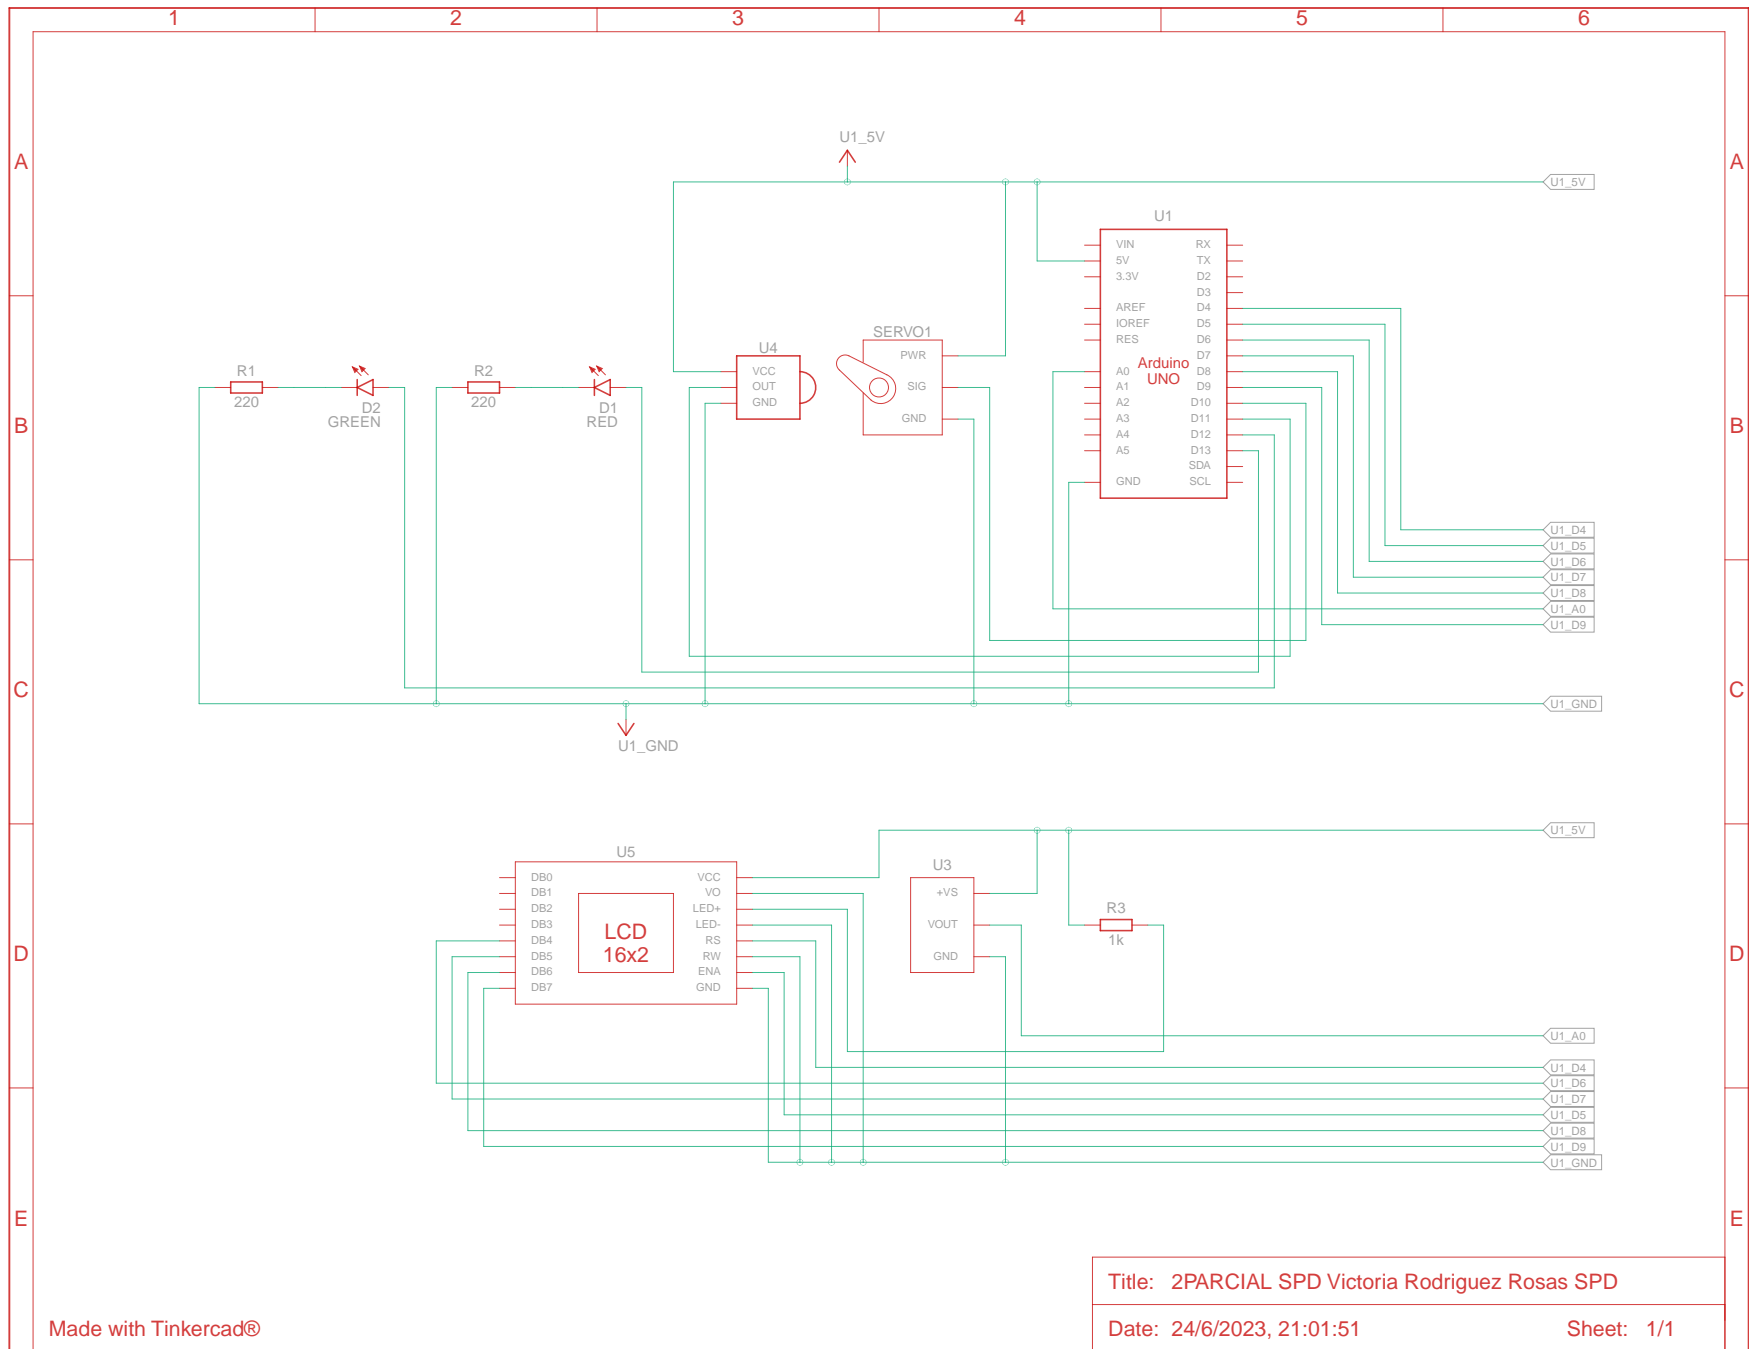 1 2 3 4 5 6
A A
B B
C C
D D
E E
U1_5V
U1_5V
U1
VIN RX
5V TX
3.3V D2
D3
AREF D4
IOREF D5
RES D6
D7
A0 D8
A1 D9
A2 D10
A3 D11
A4 D12
A5 D13
SDA
GND SCL
Arduino
UNO
SERVO1
PWR
SIG
GND
U4
VCC
OUT
GND
R1
220
D2
GREEN
R2
220
D1
RED
U1_D4
U1_D5
U1_D6
U1_D7
U1_D8
U1_A0
U1_D9
U1_GND
U1_GND
U1_5V
U5
DB0 VCC
DB1 VO
DB2 LED+
DB3 LED-
DB4 RS
DB5 RW
DB6 ENA
DB7 GND
LCD
16x2
U3
+VS
VOUT
GND
R3
1k
U1_A0
U1_D4
U1_D6
U1_D7
U1_D5
U1_D8
U1_D9
U1_GND
Title: 2PARCIAL SPD Victoria Rodriguez Rosas SPD
Made with Tinkercad®
Date: 24/6/2023, 21:01:51 Sheet: 1/1